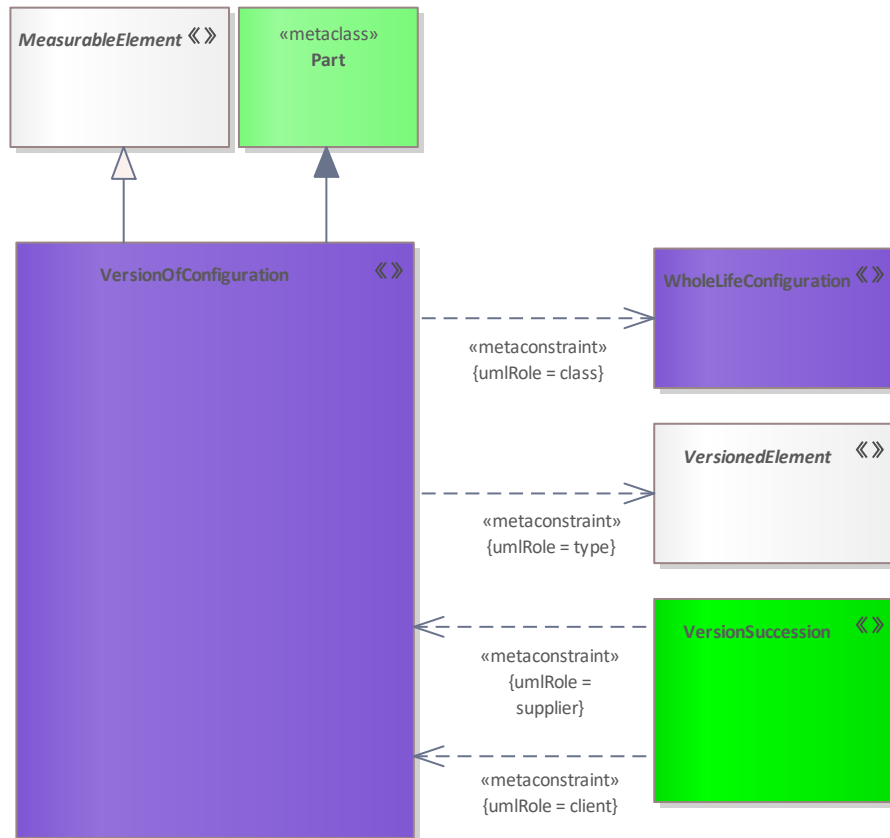 MeasurableElement «»
«metaclass»
Part
VersionOfConfiguration «»
WholeLifeConfiguration «»
«metaconstraint»
{umlRole = class}
VersionedElement «»
«metaconstraint»
{umlRole = type}
VersionSuccession «»
«metaconstraint»
{umlRole =
supplier}
«metaconstraint»
{umlRole = client}